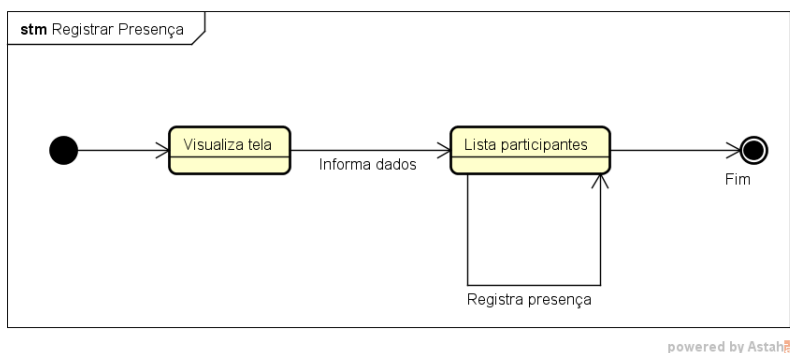 stm Registrar Presença
Visualiza tela
Informa dados
Lista participantes
Fim
Registra presença
powered by Astah